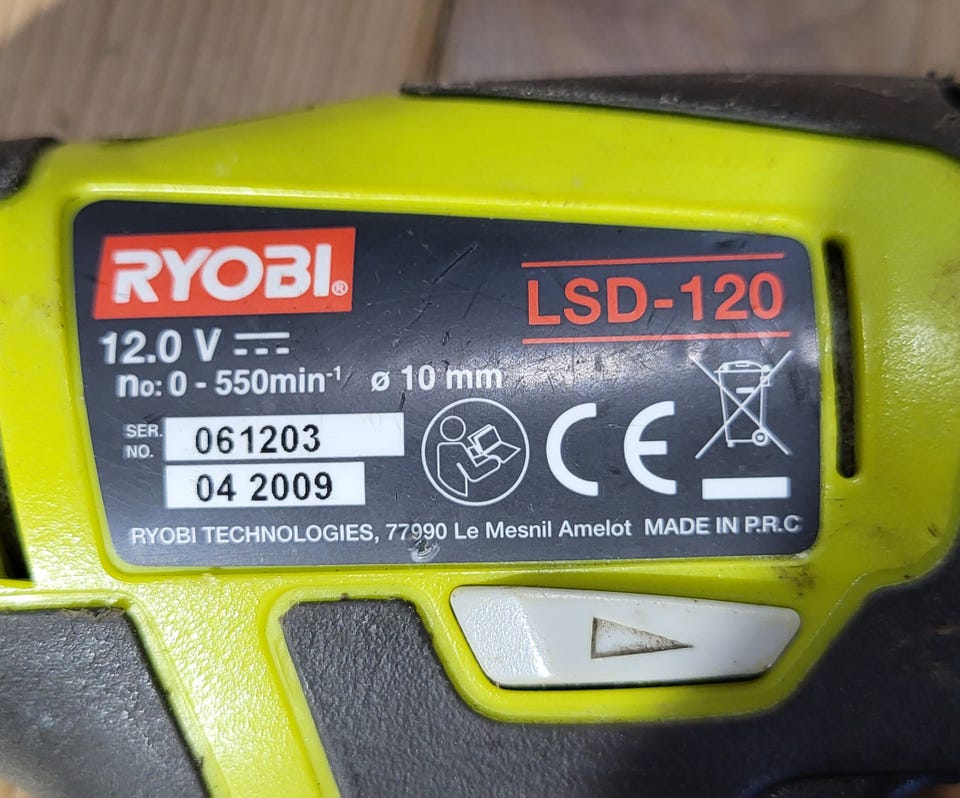 RYOBI®
LSD-120
12.0 V
no: 0 - 550min-1 ø 10 mm
SER. NO. 061203
04 2009
CE
RYOBI TECHNOLOGIES, 77990 Le Mesnil Amelot MADE IN P.R.C